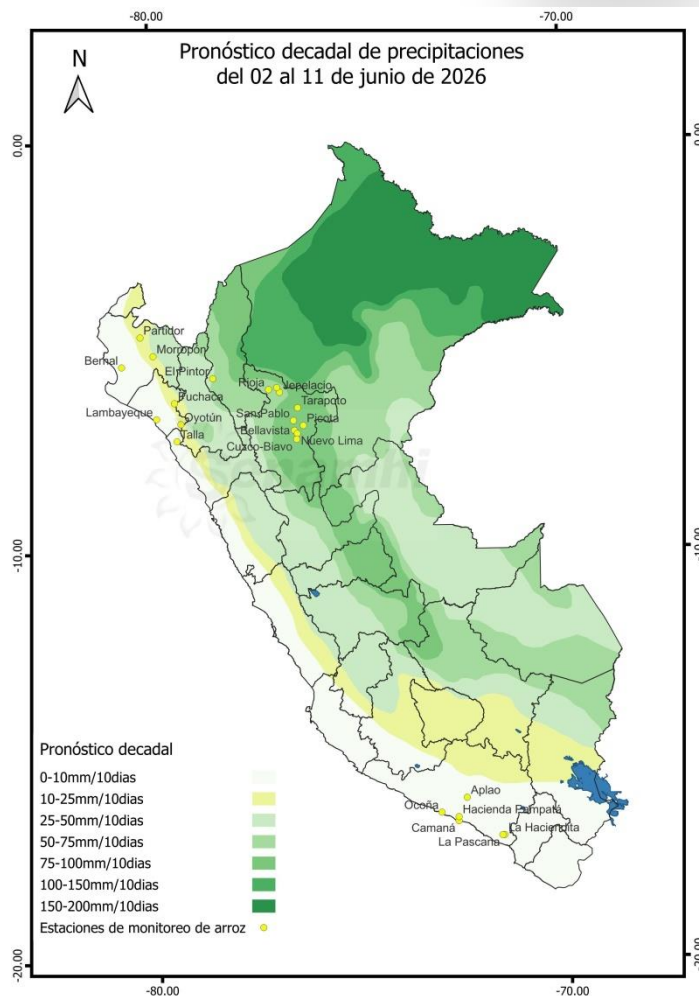 -80.00
-70.00
Pronóstico decadal de precipitaciones
del 02 al 11 de junio de 2026
N
0.00
0.00
Partidor
Morropón
Bernal
El Pintor
Rioja
Jepelacio
Puchaca
Tarapoto
Lambayeque
Oyotún
San Pablo
Picota
Talla
Bellavista
Nuevo Lima
Cuzco-Biavo
senamhi
-10.00
-10.00
Pronóstico decadal
0-10mm/10dias
10-25mm/10dias
25-50mm/10dias
50-75mm/10dias
75-100mm/10dias
100-150mm/10dias
150-200mm/10dias
Estaciones de monitoreo de arroz
Aplao
Ocoña
Hacienda Pampatá
Camaná
La Haciendita
La Pascana
-20.00
-20.00
-80.00
-70.00